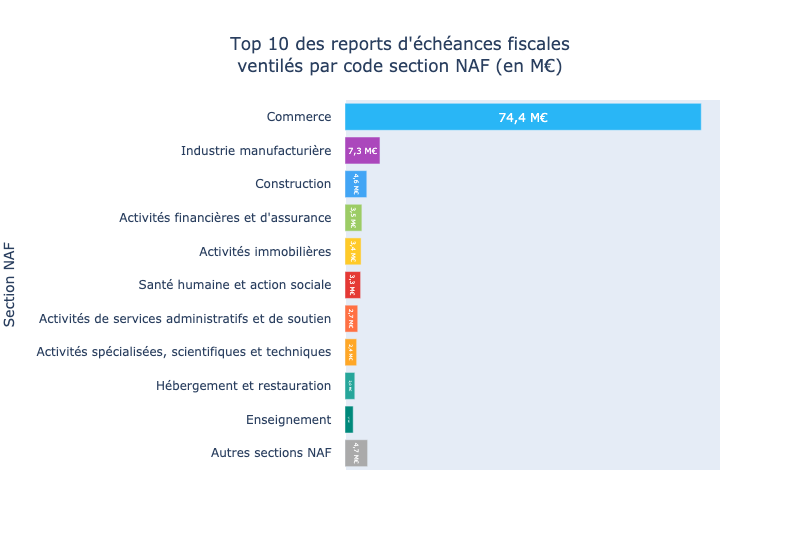 Top 10 des reports d'échéances fiscales
ventilés par code section NAF (en M€)
Section NAF
Commerce
74,4 M€
Industrie manufacturière
7,3 M€
Construction
4,6 M€
Activités financières et d'assurance
3,5 M€
Activités immobilières
3,4 M€
Santé humaine et action sociale
3,3 M€
Activités de services administratifs et de soutien
2,7 M€
Activités spécialisées, scientifiques et techniques
Hébergement et restauration
Enseignement
Autres sections NAF
4,7 M€